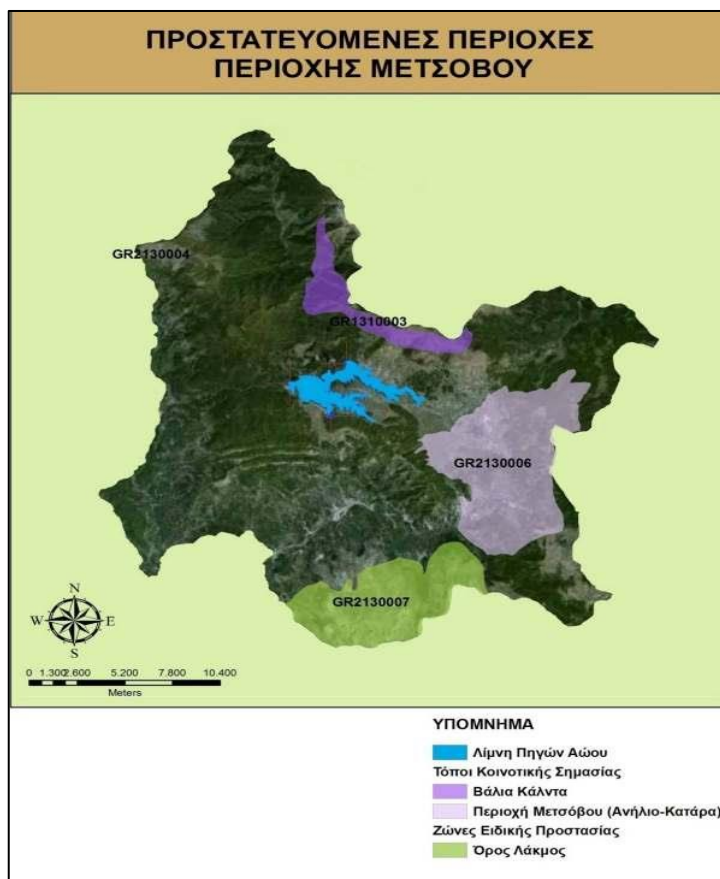 ΠΡΟΣΤΑΤΕΥΟΜΕΝΕΣ ΠΕΡΙΟΧΕΣ
ΠΕΡΙΟΧΗΣ ΜΕΤΣΟΒΟΥ
GR2130004
GR1310003
GR2130006
GR2130007
N
W E
S
0 1.300 2.600 5.200 7.800 10.400
Meters
ΥΠΟΜΝΗΜΑ
Λίμνη Πηγών Αώου
Τόποι Κοινοτικής Σημασίας
Βάλια Κάλντα
Περιοχή Μετσόβου (Ανήλιο-Κατάρα)
Ζώνες Ειδικής Προστασίας
Όρος Λάκμος